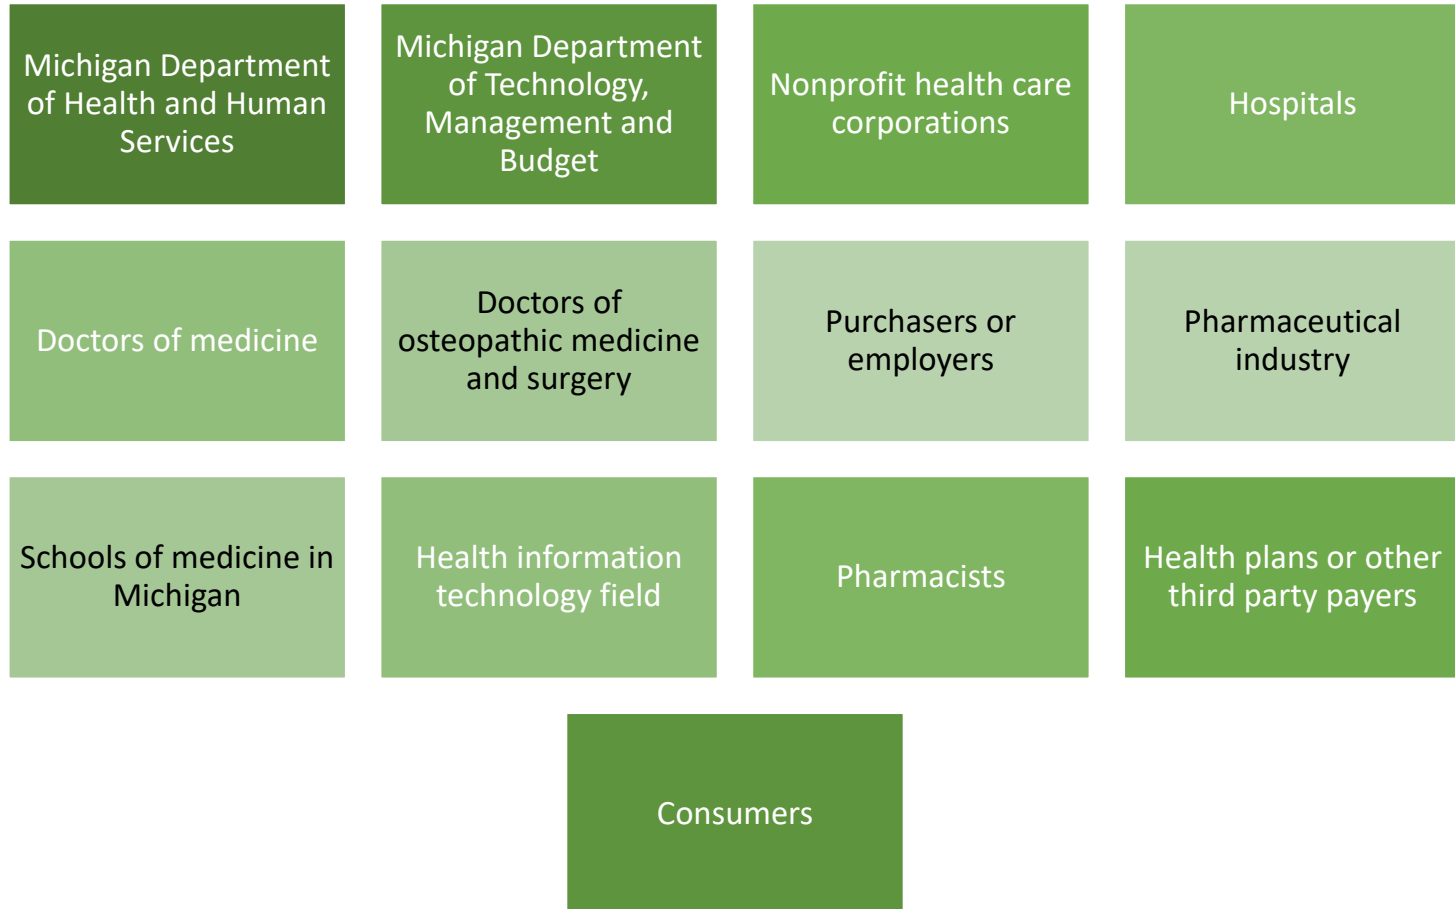 Michigan Department
of Health and Human
Services
Michigan Department
of Technology,
Management and
Budget
Nonprofit health care
corporations
Hospitals
Doctors of medicine
Doctors of
osteopathic medicine
and surgery
Purchasers or
employers
Pharmaceutical
industry
Schools of medicine in
Michigan
Health information
technology field
Pharmacists
Health plans or other
third party payers
Consumers